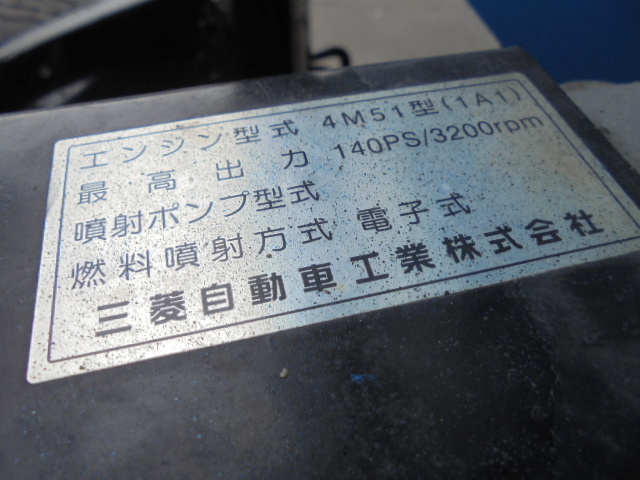 エンジン型式 4M51型(1A1)
最高出力 140PS/3200rpm
噴射ポンプ型式
燃料噴射方式 電子式
三菱自動車工業株式会社